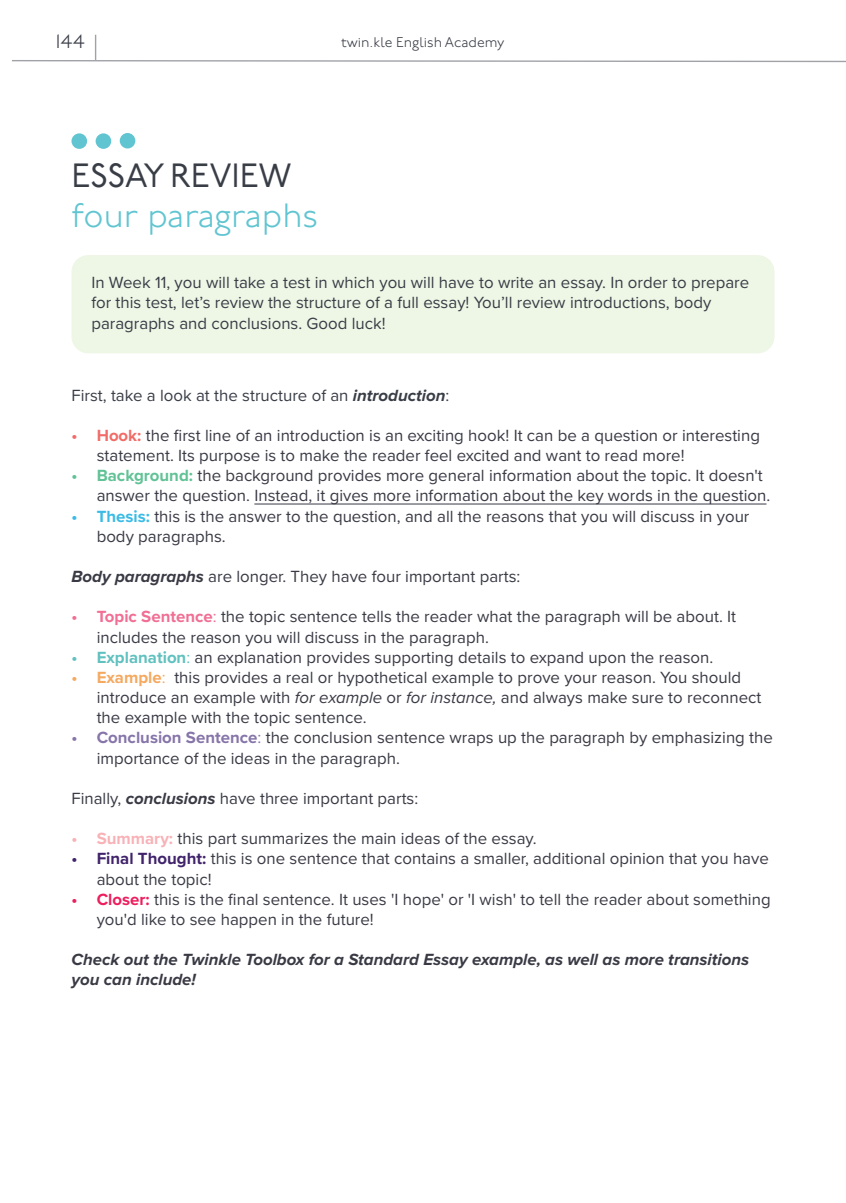 144
twin.kle English Academy
ESSAY REVIEW
four paragraphs
In Week 11, you will take a test in which you will have to write an essay. In order to prepare
for this test, let’s review the structure of a full essay! You’ll review introductions, body
paragraphs and conclusions. Good luck!
First, take a look at the structure of an introduction:
• Hook: the first line of an introduction is an exciting hook! It can be a question or interesting
statement. Its purpose is to make the reader feel excited and want to read more!
• Background: the background provides more general information about the topic. It doesn't
answer the question. Instead, it gives more information about the key words in the question.
• Thesis: this is the answer to the question, and all the reasons that you will discuss in your
body paragraphs.
Body paragraphs are longer. They have four important parts:
• Topic Sentence: the topic sentence tells the reader what the paragraph will be about. It
includes the reason you will discuss in the paragraph.
• Explanation: an explanation provides supporting details to expand upon the reason.
• Example: this provides a real or hypothetical example to prove your reason. You should
introduce an example with for example or for instance, and always make sure to reconnect
the example with the topic sentence.
• Conclusion Sentence: the conclusion sentence wraps up the paragraph by emphasizing the
importance of the ideas in the paragraph.
Finally, conclusions have three important parts:
• Summary: this part summarizes the main ideas of the essay.
• Final Thought: this is one sentence that contains a smaller, additional opinion that you have
about the topic!
• Closer: this is the final sentence. It uses 'I hope' or 'I wish' to tell the reader about something
you'd like to see happen in the future!
Check out the Twinkle Toolbox for a Standard Essay example, as well as more transitions
you can include!